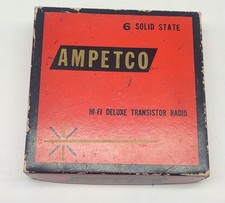 6 SOLID STATE
AMPETCO
HI-FI DELUXE TRANSISTOR RADIO